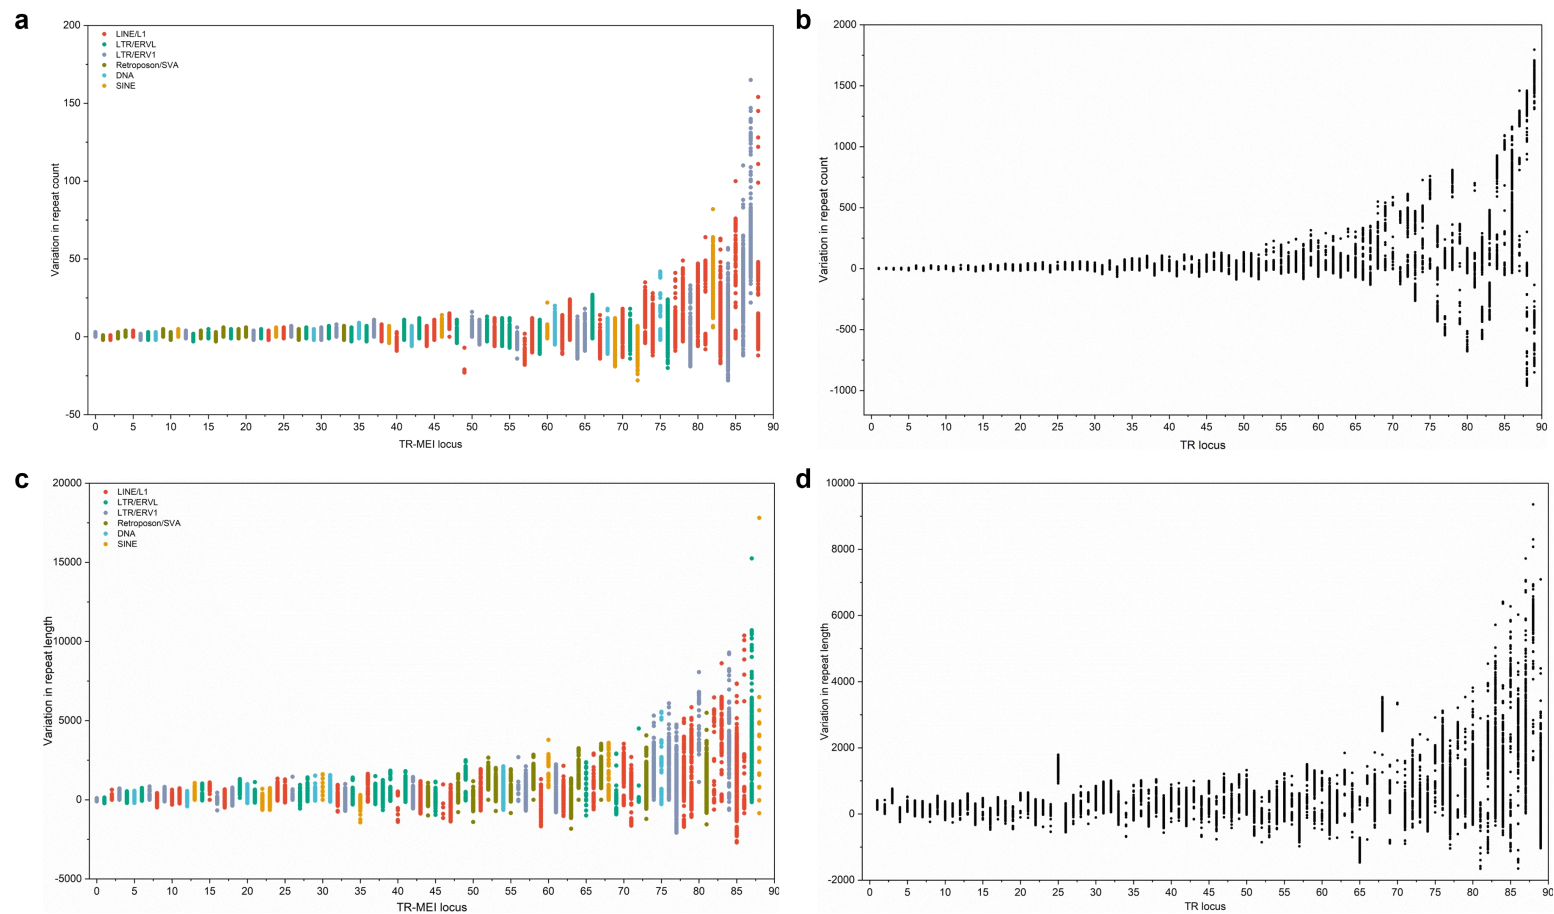 a
200
150
100
50
0
-50
Variation in repeat count
LINE/L1
LTR/ERVL
LTR/ERV1
Retroposon/SVA
DNA
SINE
0 5 10 15 20 25 30 35 40 45 50 55 60 65 70 75 80 85 90
TR-MEI locus
b
2000
1500
1000
500
0
-500
-1000
Variation in repeat count
0 5 10 15 20 25 30 35 40 45 50 55 60 65 70 75 80 85 90
TR locus
c
20000
15000
10000
5000
0
-5000
Variation in repeat length
LINE/L1
LTR/ERVL
LTR/ERV1
Retroposon/SVA
DNA
SINE
0 5 10 15 20 25 30 35 40 45 50 55 60 65 70 75 80 85 90
TR-MEI locus
d
10000
8000
6000
4000
2000
0
-2000
Variation in repeat length
0 5 10 15 20 25 30 35 40 45 50 55 60 65 70 75 80 85 90
TR locus